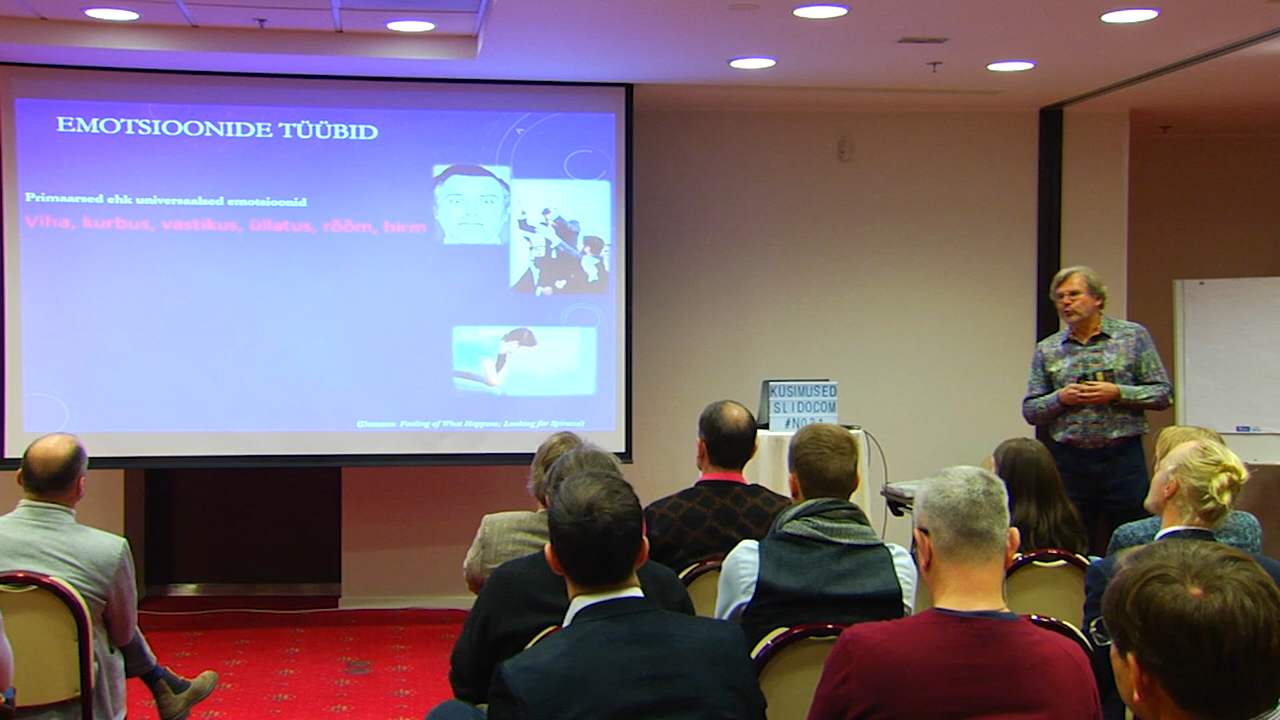 EMOTSIOONIDE TÜÜBID
Primaarsed ehk universaalsed emotsioonid
Viha, kurbus, vastikus, üllatus, rõõm, hirm
(Damasio Feeling of What Happens; Looking for Spinoza)
KÜSIMUSED
SLIDOCOM
#N021